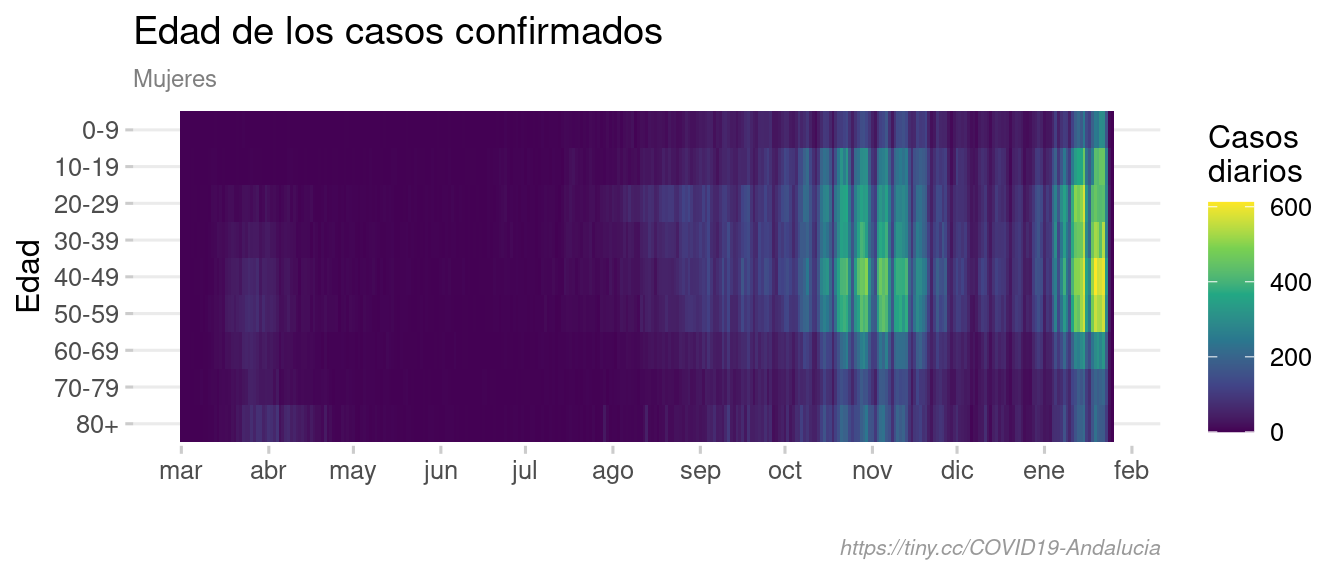 Edad de los casos confirmados
Mujeres
Edad
0-9
10-19
20-29
30-39
40-49
50-59
60-69
70-79
80+
mar abr may jun jul ago sep oct nov dic ene feb
Casos
diarios
600
400
200
0
https://tiny.cc/COVID19-Andalucia